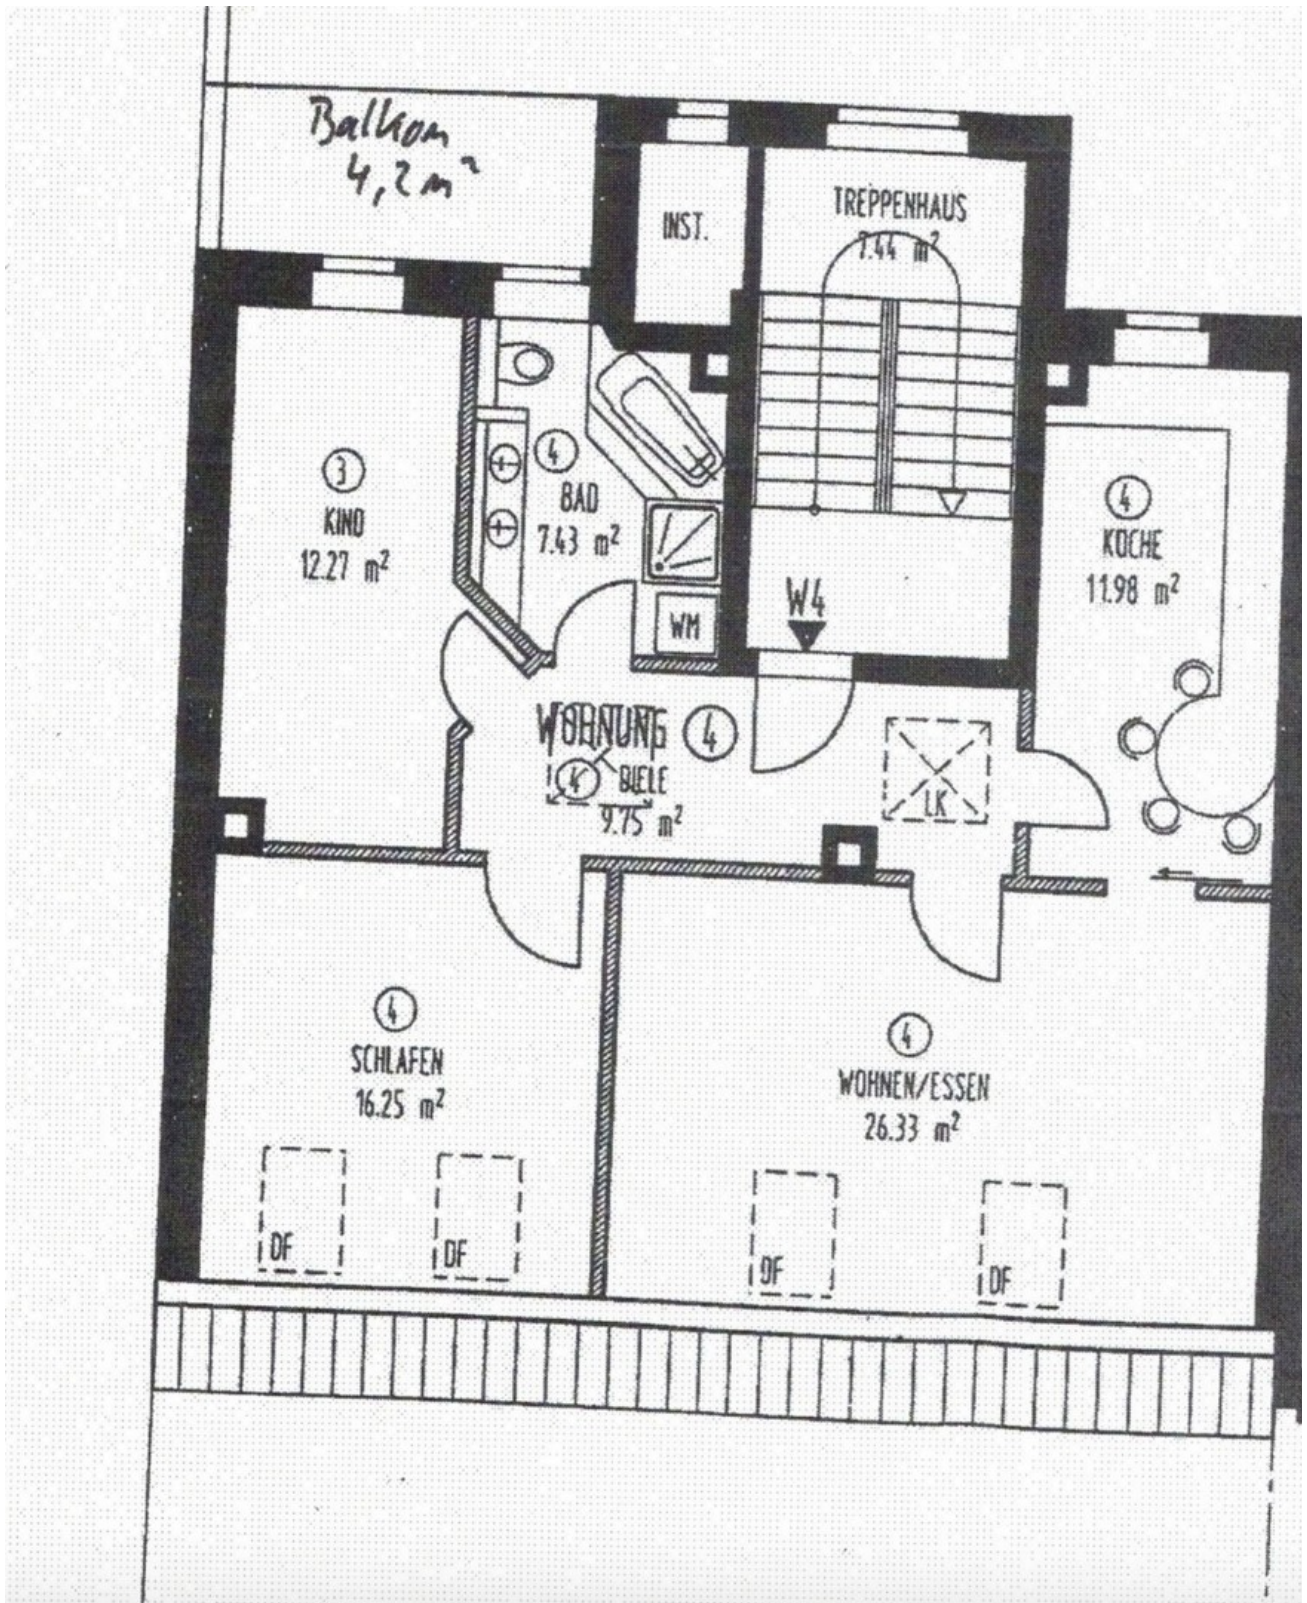 Balkon
4,2 m²
INST.
TREPPENHAUS
7.44 m²
3
KIND
12.27 m²
4
BAD
7.43 m²
WM
W4
4
KÜCHE
11.98 m²
WOHNUNG 4
4 DIELE
9.75 m²
LK
4
SCHLAFEN
16.25 m²
4
WOHNEN/ESSEN
26.33 m²
DF
DF
DF
DF